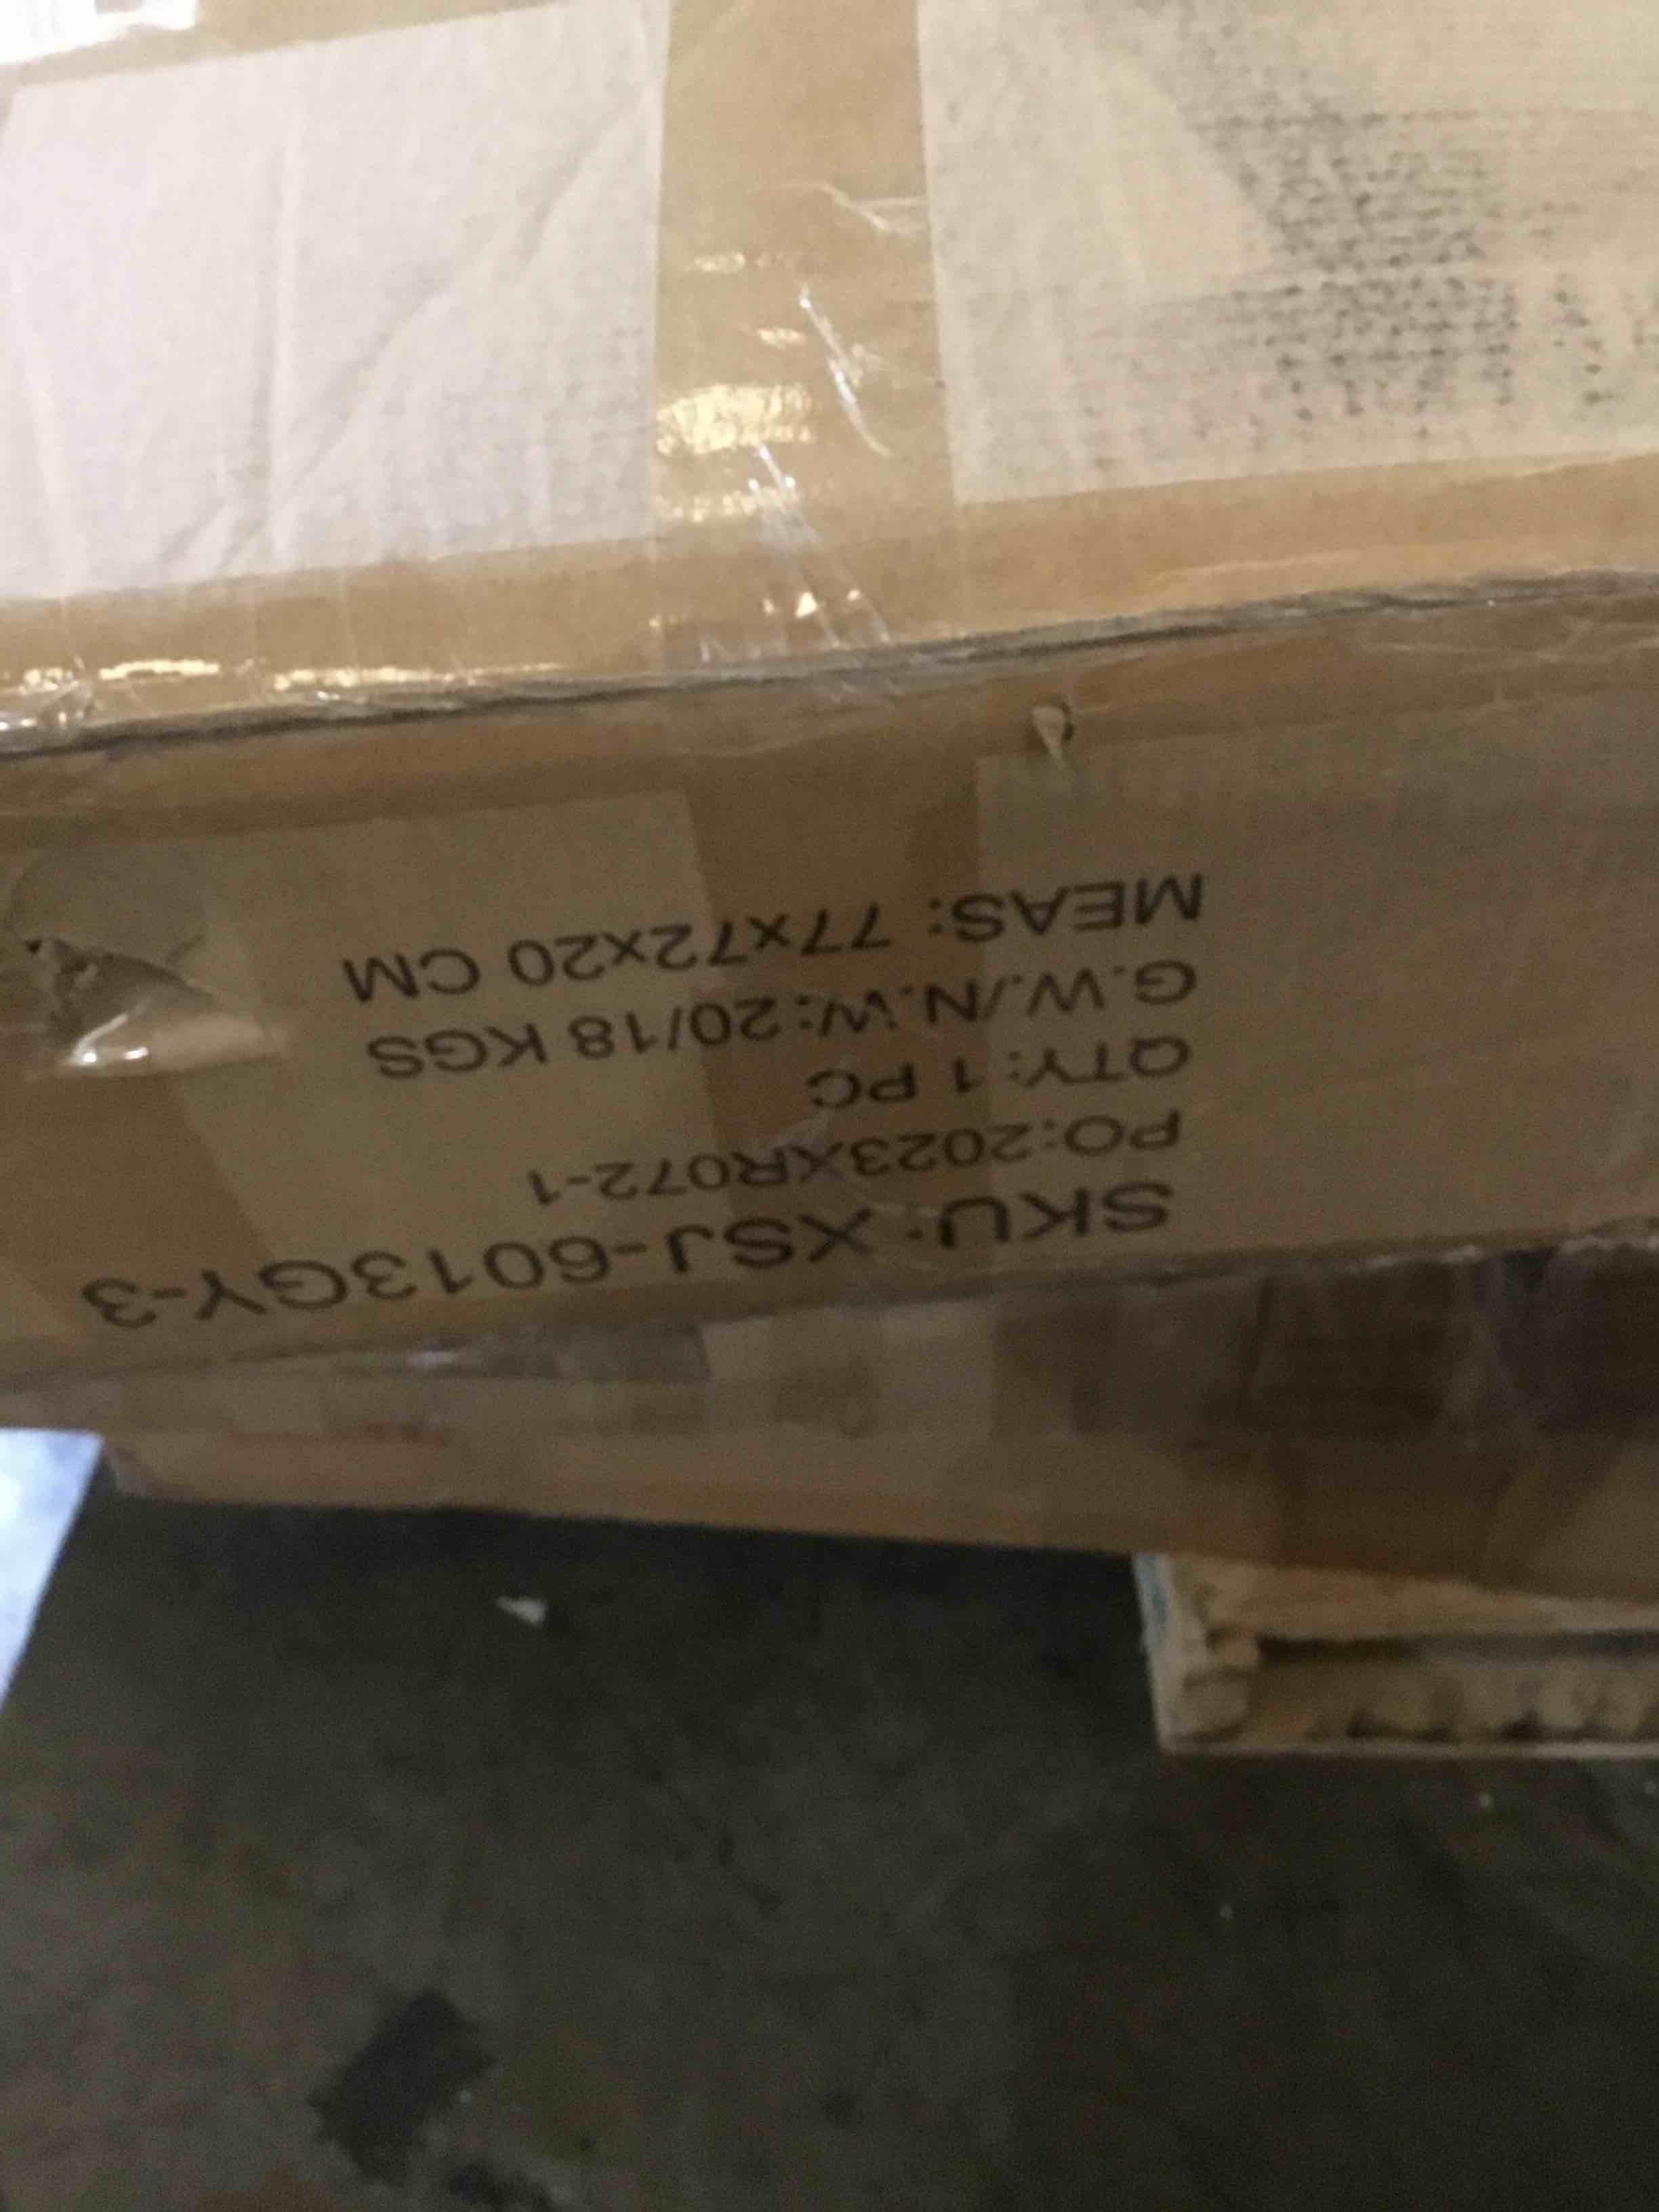 SKU: XSJ-6013GY-3
PO:2023XR072-1
QTY: 1 PC
G.W./N.W: 20/18 KGS
MEAS: 77x72x20 CM